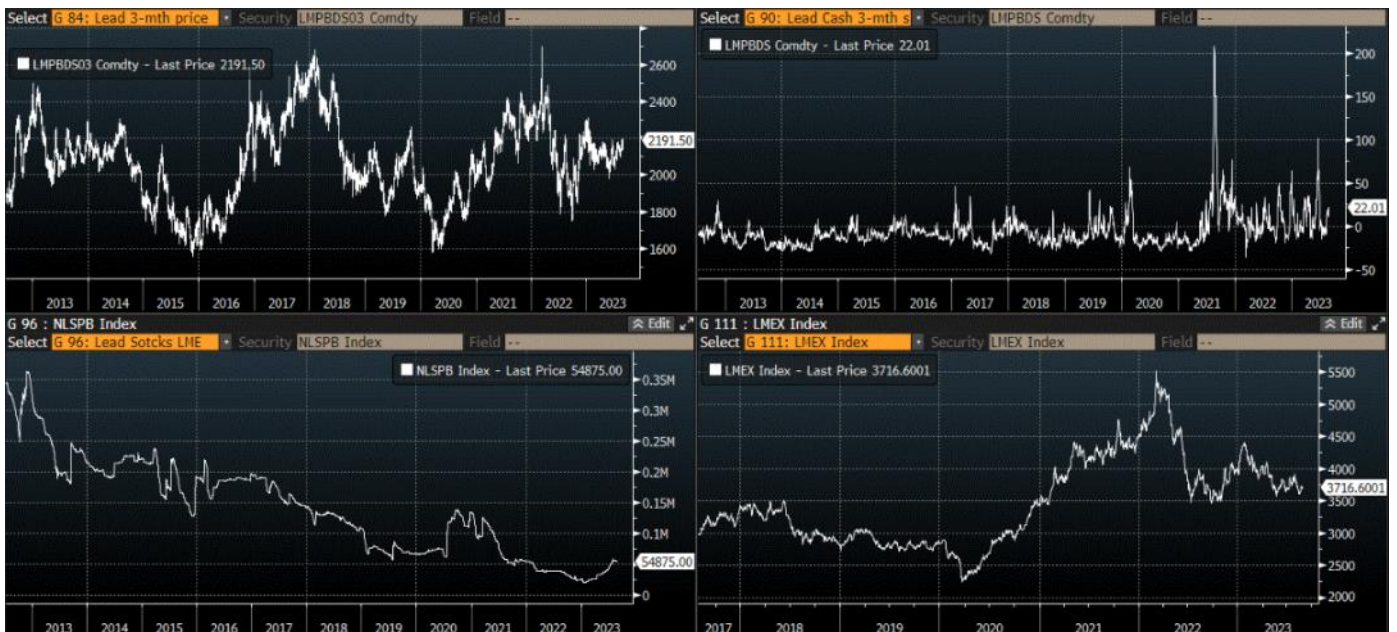 Select G 84: Lead 3-mth price Security LMPBDS03 Comdty Field --
LMPBDS03 Comdty - Last Price 2191.50
2600
2400
2191.50
2000
1800
1600
2013 2014 2015 2016 2017 2018 2019 2020 2021 2022 2023
Select G 90: Lead Cash 3-mth s Security LMPBDS Comdty Field --
LMPBDS Comdty - Last Price 22.01
200
150
100
50
22.01
0
-50
2013 2014 2015 2016 2017 2018 2019 2020 2021 2022 2023
G 96 : NLSPB Index Edit
Select G 96: Lead Sotcks LME Security NLSPB Index Field --
NLSPB Index - Last Price 54875.00
0.35M
0.3M
0.25M
0.2M
0.15M
0.1M
54875.00
0
2013 2014 2015 2016 2017 2018 2019 2020 2021 2022 2023
G 111 : LMEX Index Edit
Select G 111: LMEX Index Security LMEX Index Field --
LMEX Index - Last Price 3716.6001
5500
5000
4500
4000
3716.6001
3500
3000
2500
2000
2017 2018 2019 2020 2021 2022 2023